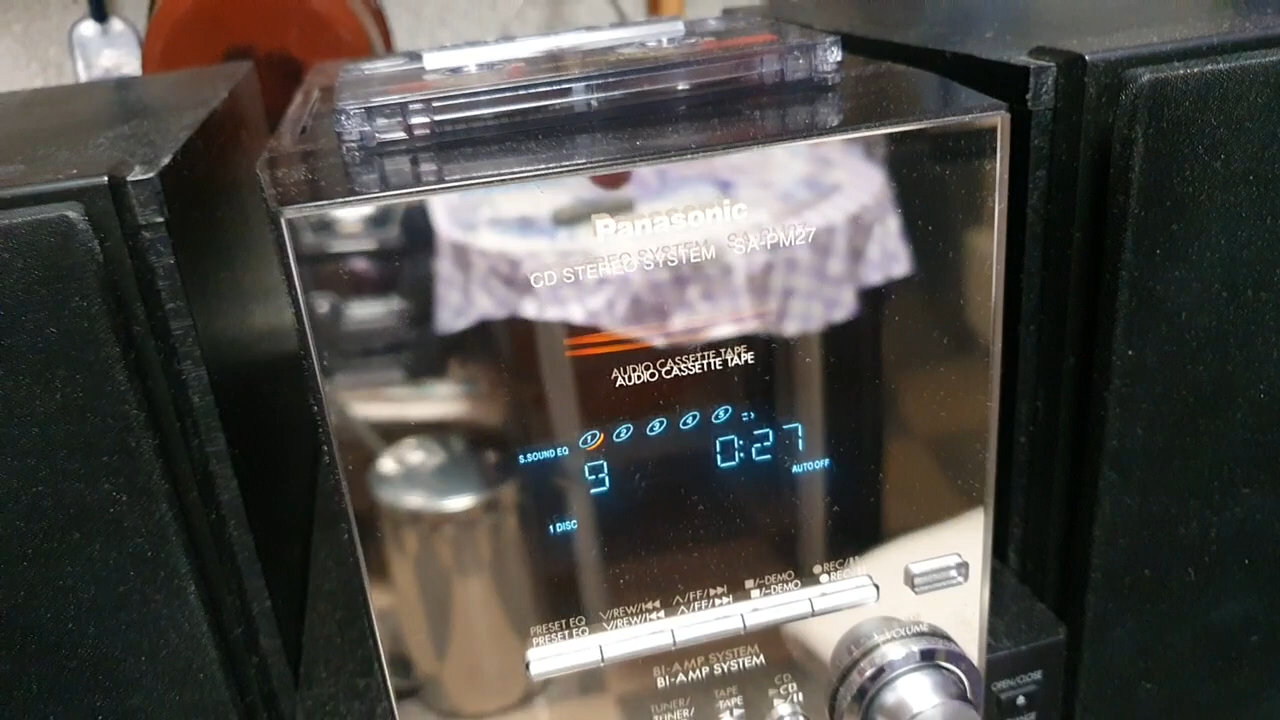 Panasonic
CD STEREO SYSTEM SA-PM27
AUDIO CASSETTE TAPE
1 2 3 4 5
S.SOUND EQ
9 0:27
AUTO OFF
1 DISC
PRESET EQ ∨/REW/⏮ ∧/FF/⏭ ■/–DEMO ●REC/⏸
BI-AMP SYSTEM
VOLUME
TUNER/ TAPE CD
▶/⏸
OPEN/CLOSE